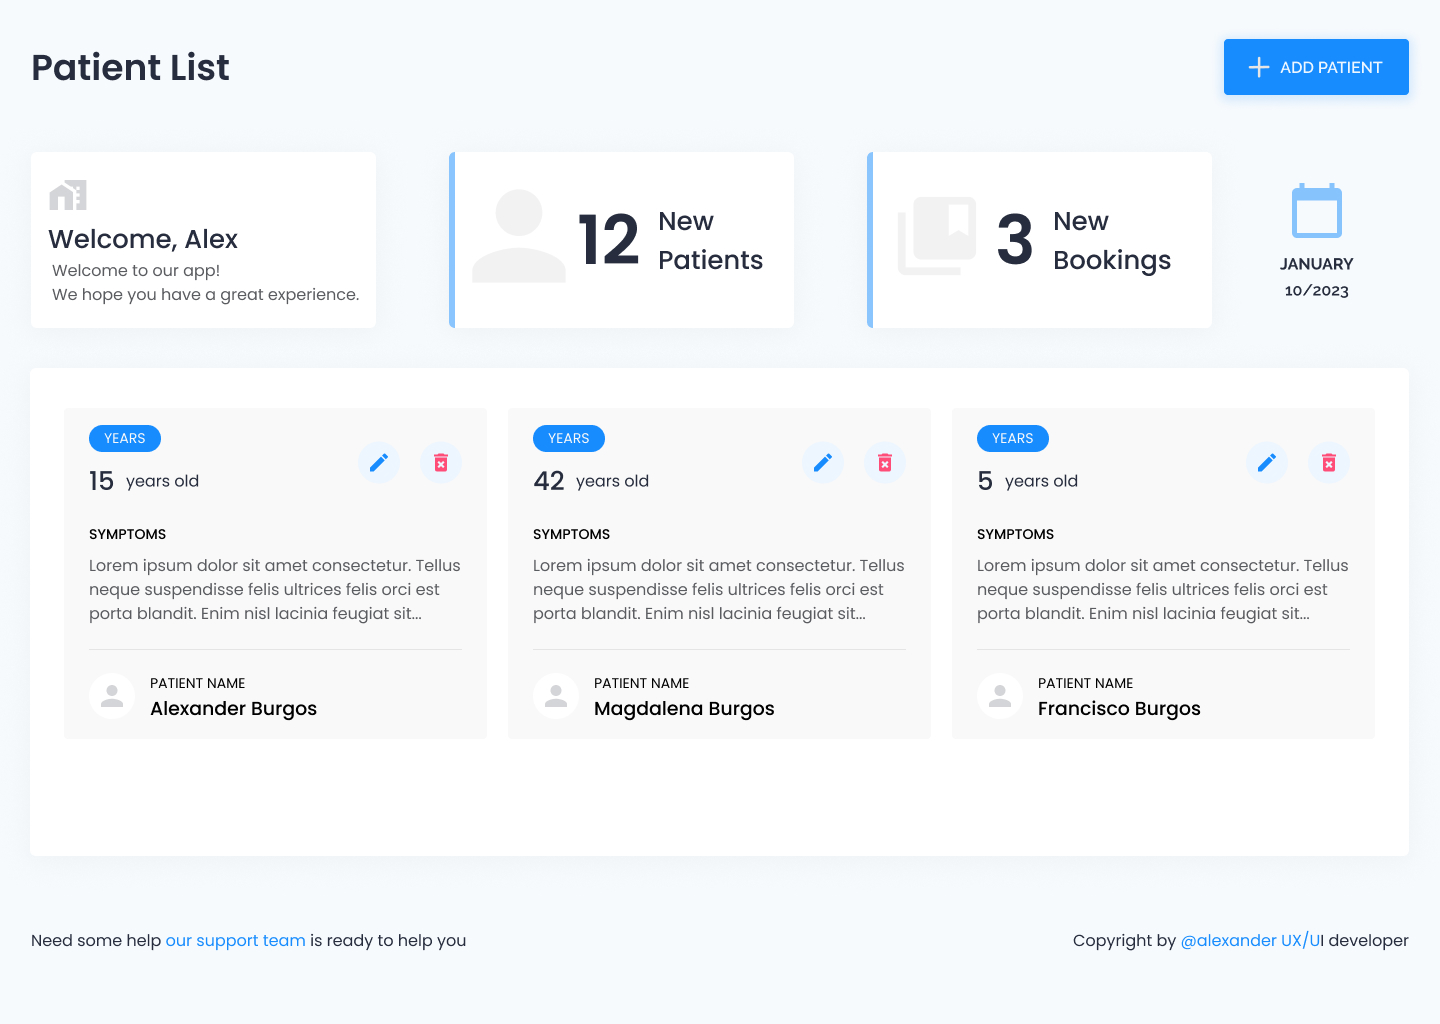 Patient List
ADD PATIENT
Welcome, Alex
Welcome to our app!
We hope you have a great experience.
12
New
Patients
3
New
Bookings
JANUARY
10/2023
YEARS
15 years old
SYMPTOMS
Lorem ipsum dolor sit amet consectetur. Tellus
neque suspendisse felis ultrices felis orci est
porta blandit. Enim nisl lacinia feugiat sit...
PATIENT NAME
Alexander Burgos
YEARS
42 years old
SYMPTOMS
Lorem ipsum dolor sit amet consectetur. Tellus
neque suspendisse felis ultrices felis orci est
porta blandit. Enim nisl lacinia feugiat sit...
PATIENT NAME
Magdalena Burgos
YEARS
5 years old
SYMPTOMS
Lorem ipsum dolor sit amet consectetur. Tellus
neque suspendisse felis ultrices felis orci est
porta blandit. Enim nisl lacinia feugiat sit...
PATIENT NAME
Francisco Burgos
Need some help our support team is ready to help you
Copyright by @alexander UX/UI developer